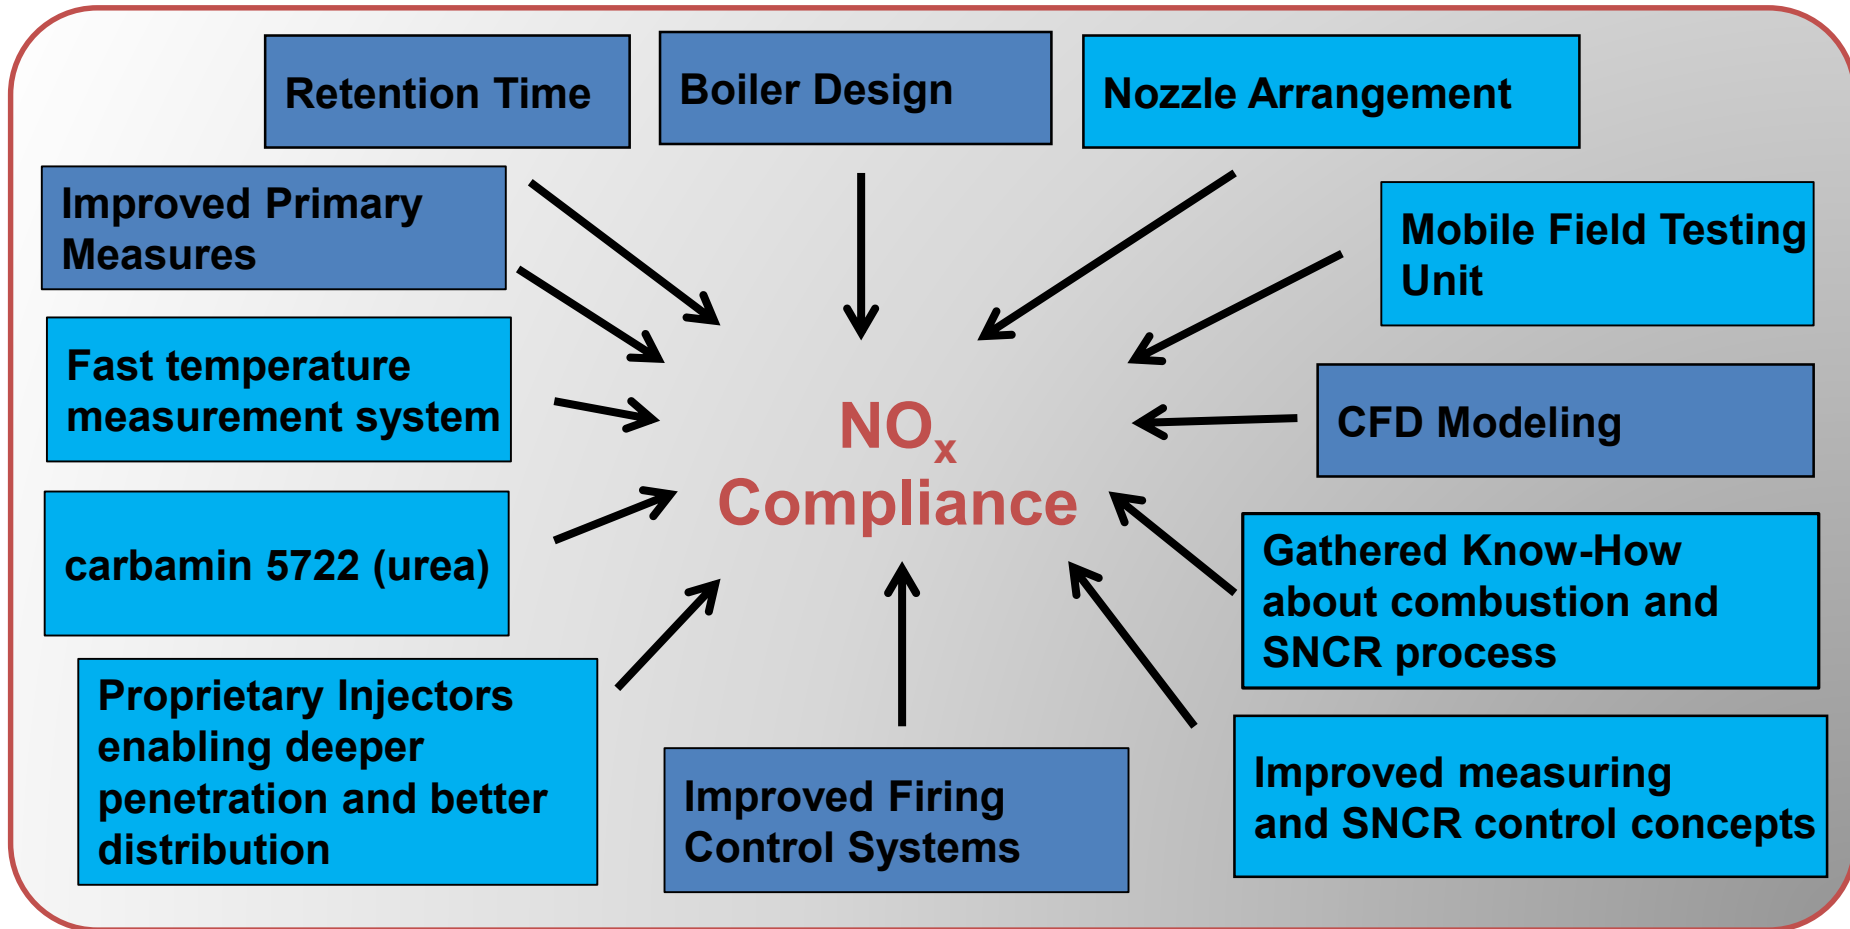 Retention Time
Boiler Design
Nozzle Arrangement
Improved Primary
Measures
Mobile Field Testing
Unit
Fast temperature
measurement system
NOₓ
Compliance
CFD Modeling
carbamin 5722 (urea)
Gathered Know-How
about combustion and
SNCR process
Proprietary Injectors
enabling deeper
penetration and better
distribution
Improved Firing
Control Systems
Improved measuring
and SNCR control concepts